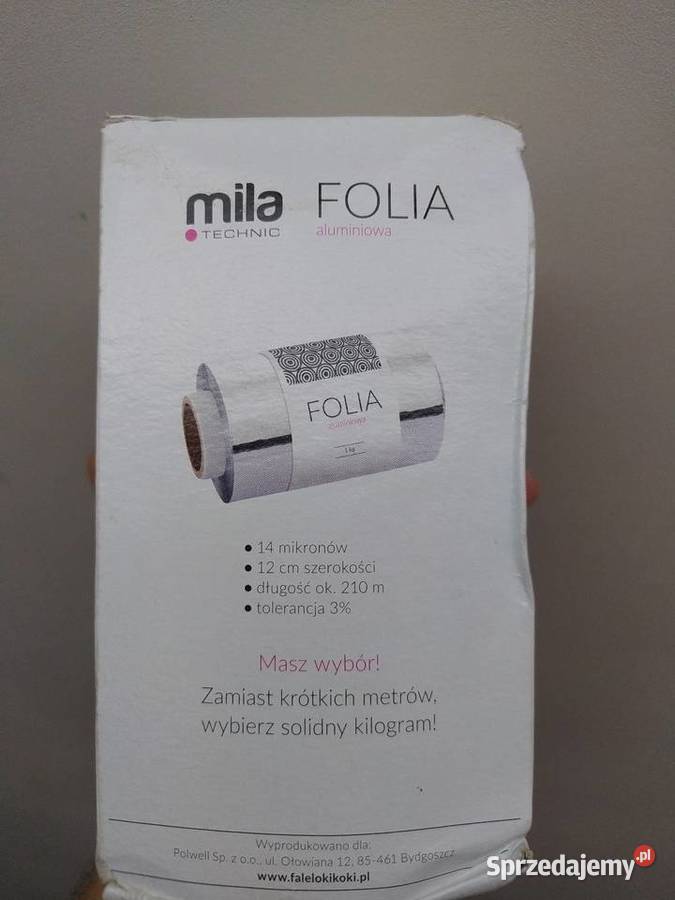 mila FOLIA
TECHNIC aluminiowa
FOLIA
aluminiowa
1 kg
• 14 mikronów
• 12 cm szerokości
• długość ok. 210 m
• tolerancja 3%
Masz wybór!
Zamiast krótkich metrów,
wybierz solidny kilogram!
Wyprodukowano dla:
Polwell Sp. z o.o., ul. Ołowiana 12, 85-461 Bydgoszcz
www.falelokikoki.pl
Sprzedajemy.pl